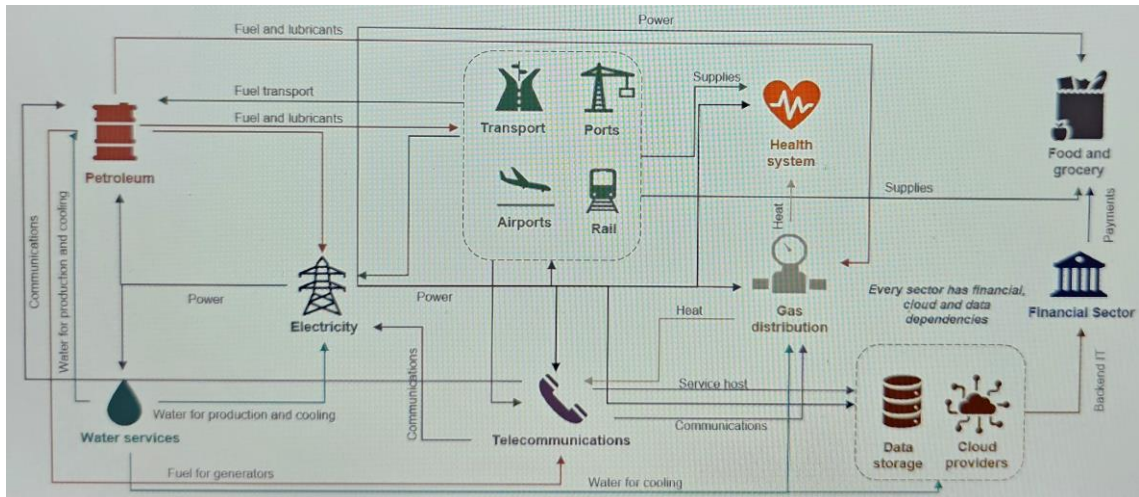 Power
Fuel and lubricants
Supplies
Fuel transport
Fuel and lubricants
Transport
Ports
Health
system
Food and
grocery
Petroleum
Supplies
Airports
Rail
Communications
Water for production and cooling
Heat
Payments
Power
Power
Every sector has financial,
cloud and data
dependencies
Electricity
Heat
Gas
distribution
Financial Sector
Communications
Service host
Backend IT
Water for production and cooling
Water services
Communications
Telecommunications
Data
storage
Cloud
providers
Fuel for generators
Water for cooling